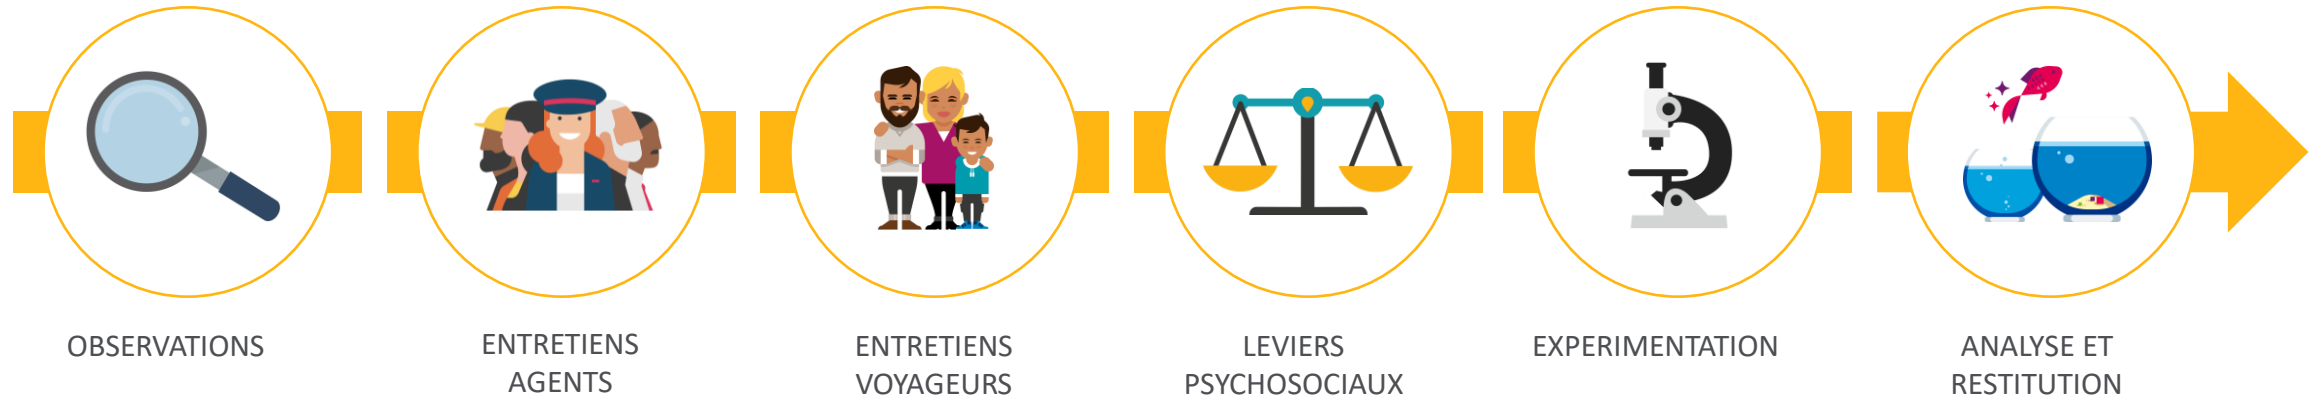 OBSERVATIONS
ENTRETIENS
AGENTS
ENTRETIENS
VOYAGEURS
LEVIERS
PSYCHOSOCIAUX
EXPERIMENTATION
ANALYSE ET
RESTITUTION